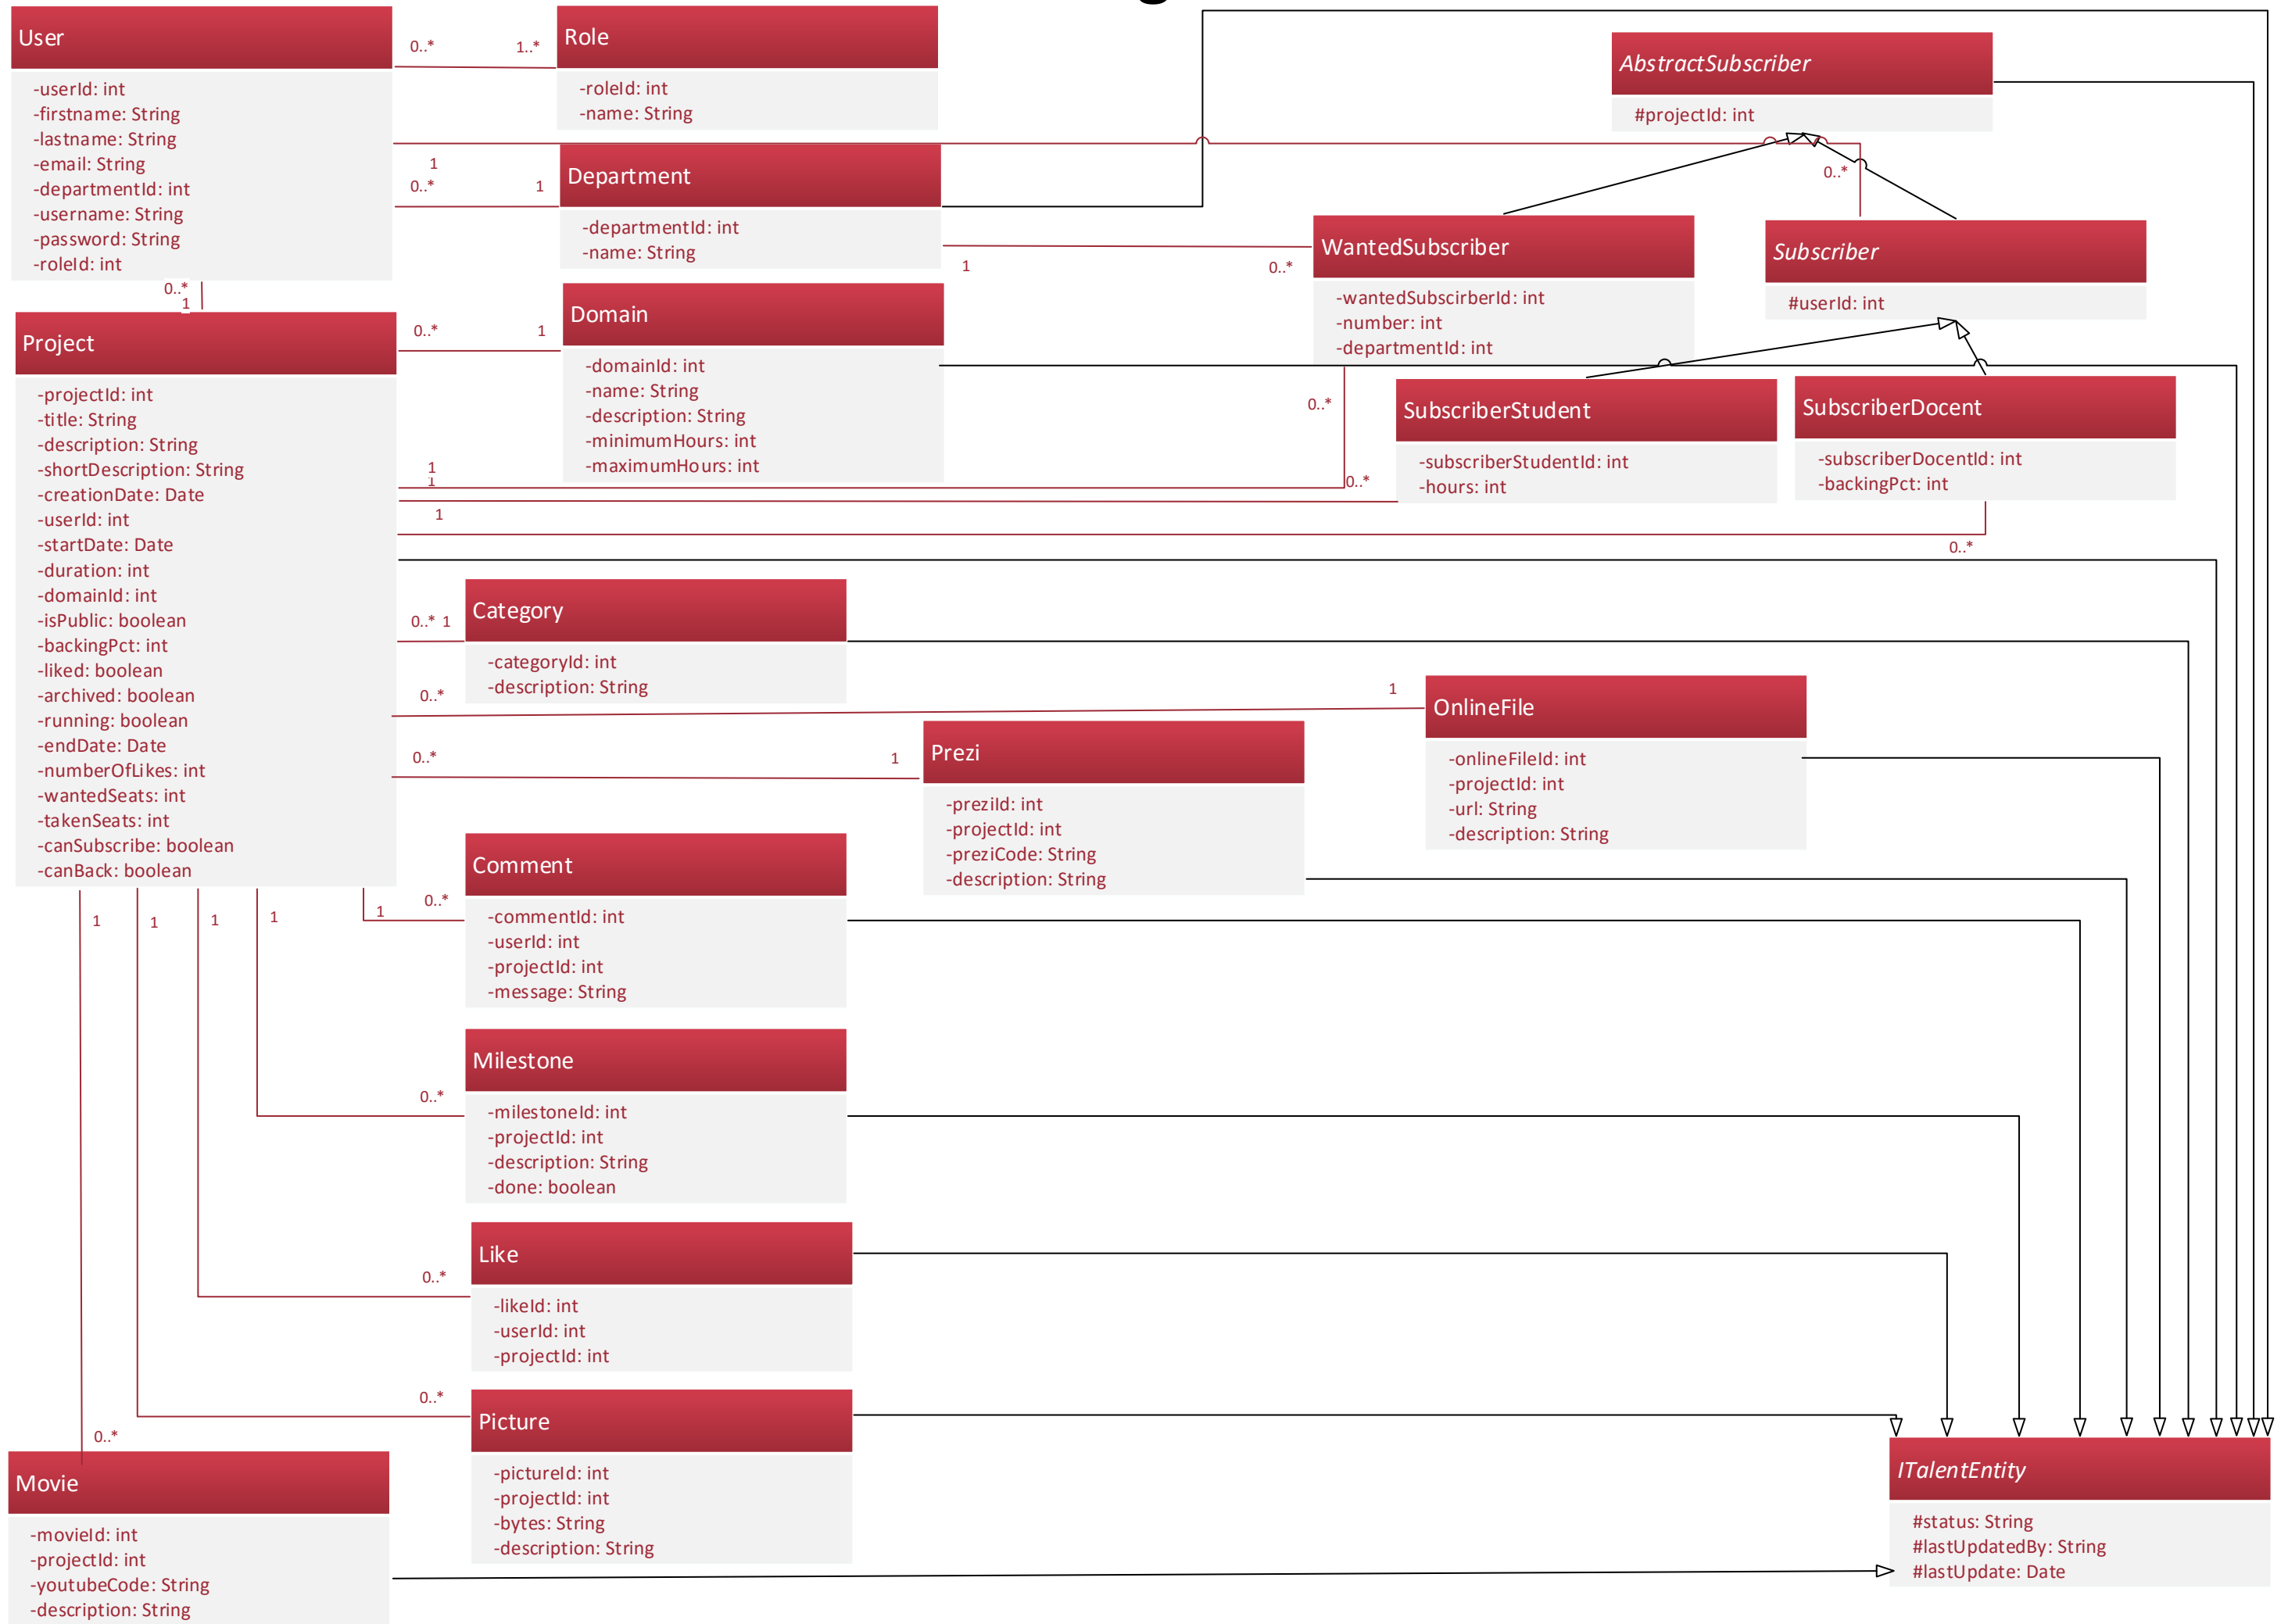 User
-userId: int
-firstname: String
-lastname: String
-email: String
-departmentId: int
-username: String
-password: String
-roleId: int
0..*
1..*
Role
-roleId: int
-name: String
1
0..*
1
Department
-departmentId: int
-name: String
AbstractSubscriber
#projectId: int
0..*
1
0..*
WantedSubscriber
-wantedSubscirberId: int
-number: int
-departmentId: int
Subscriber
#userId: int
0..*
1
Project
-projectId: int
-title: String
-description: String
-shortDescription: String
-creationDate: Date
-userId: int
-startDate: Date
-duration: int
-domainId: int
-isPublic: boolean
-backingPct: int
-liked: boolean
-archived: boolean
-running: boolean
-endDate: Date
-numberOfLikes: int
-wantedSeats: int
-takenSeats: int
-canSubscribe: boolean
-canBack: boolean
0..*
1
Domain
-domainId: int
-name: String
-description: String
-minimumHours: int
-maximumHours: int
0..*
SubscriberStudent
-subscriberStudentId: int
-hours: int
SubscriberDocent
-subscriberDocentId: int
-backingPct: int
1
1
0..*
1
0..*
0..* 1
Category
-categoryId: int
-description: String
0..*
1
OnlineFile
-onlineFileId: int
-projectId: int
-url: String
-description: String
0..*
1
Prezi
-preziId: int
-projectId: int
-preziCode: String
-description: String
1
1
1
1
1
0..*
Comment
-commentId: int
-userId: int
-projectId: int
-message: String
0..*
Milestone
-milestoneId: int
-projectId: int
-description: String
-done: boolean
0..*
Like
-likeId: int
-userId: int
-projectId: int
0..*
Picture
-pictureId: int
-projectId: int
-bytes: String
-description: String
0..*
Movie
-movieId: int
-projectId: int
-youtubeCode: String
-description: String
ITalentEntity
#status: String
#lastUpdatedBy: String
#lastUpdate: Date